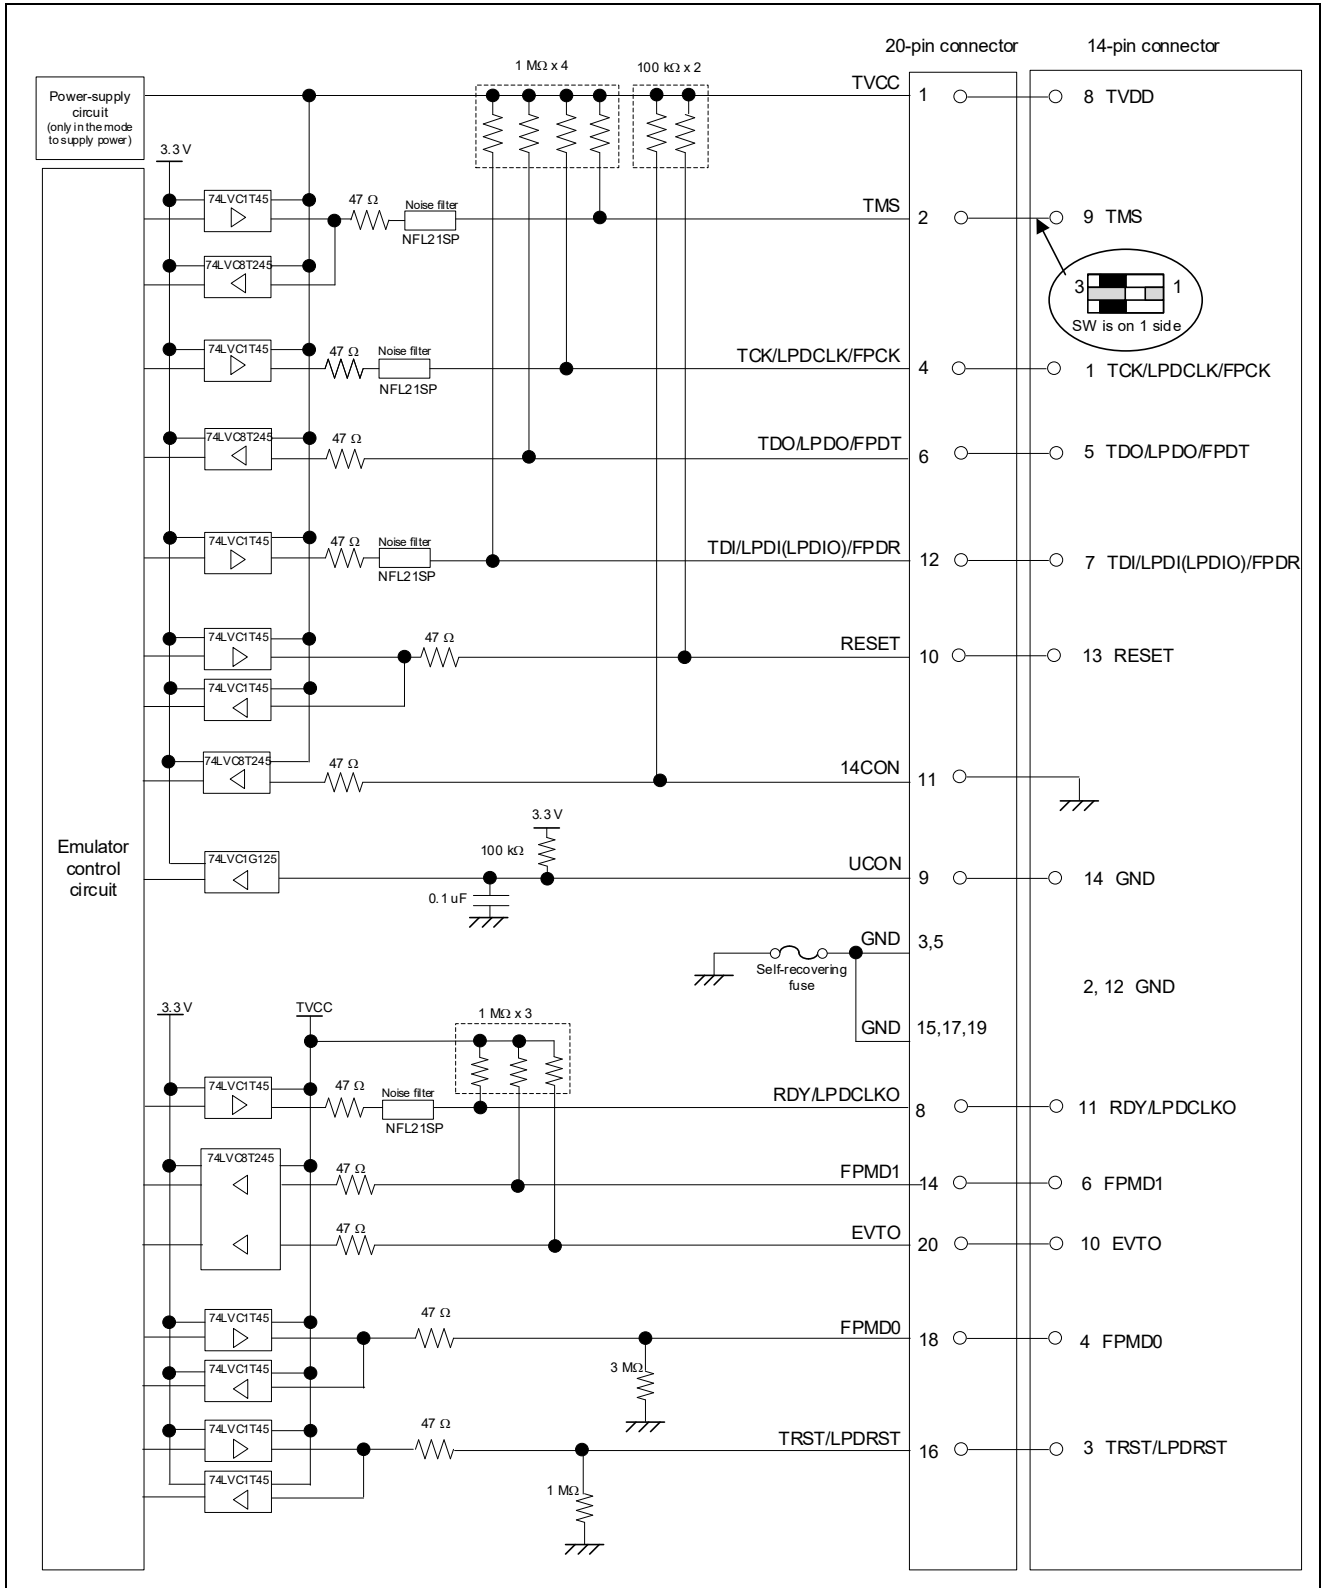 20-pin connector
14-pin connector
1 MΩ x 4
100 kΩ x 2
TVCC
1
8 TVDD
Power-supply
circuit
(only in the mode
to supply power)
3.3 V
74LVC1T45
47 Ω
Noise filter
NFL21SP
TMS
2
9 TMS
74LVC8T245
3
1
SW is on 1 side
74LVC1T45
47 Ω
Noise filter
NFL21SP
TCK/LPDCLK/FPCK
4
1 TCK/LPDCLK/FPCK
74LVC8T245
47 Ω
TDO/LPDO/FPDT
6
5 TDO/LPDO/FPDT
74LVC1T45
47 Ω
Noise filter
NFL21SP
TDI/LPDI(LPDIO)/FPDR
12
7 TDI/LPDI(LPDIO)/FPDR
74LVC1T45
47 Ω
RESET
10
13 RESET
74LVC1T45
74LVC8T245
47 Ω
14CON
11
3.3 V
Emulator
control
circuit
74LVC1G125
100 kΩ
0.1 uF
UCON
9
14 GND
GND
3,5
Self-recovering
fuse
2, 12 GND
GND
15,17,19
3.3 V
TVCC
1 MΩ x 3
74LVC1T45
47 Ω
Noise filter
NFL21SP
RDY/LPDCLKO
8
11 RDY/LPDCLKO
74LVC8T245
47 Ω
FPMD1
14
6 FPMD1
47 Ω
EVTO
20
10 EVTO
74LVC1T45
47 Ω
FPMD0
18
4 FPMD0
74LVC1T45
3 MΩ
74LVC1T45
47 Ω
TRST/LPDRST
16
3 TRST/LPDRST
74LVC1T45
1 MΩ